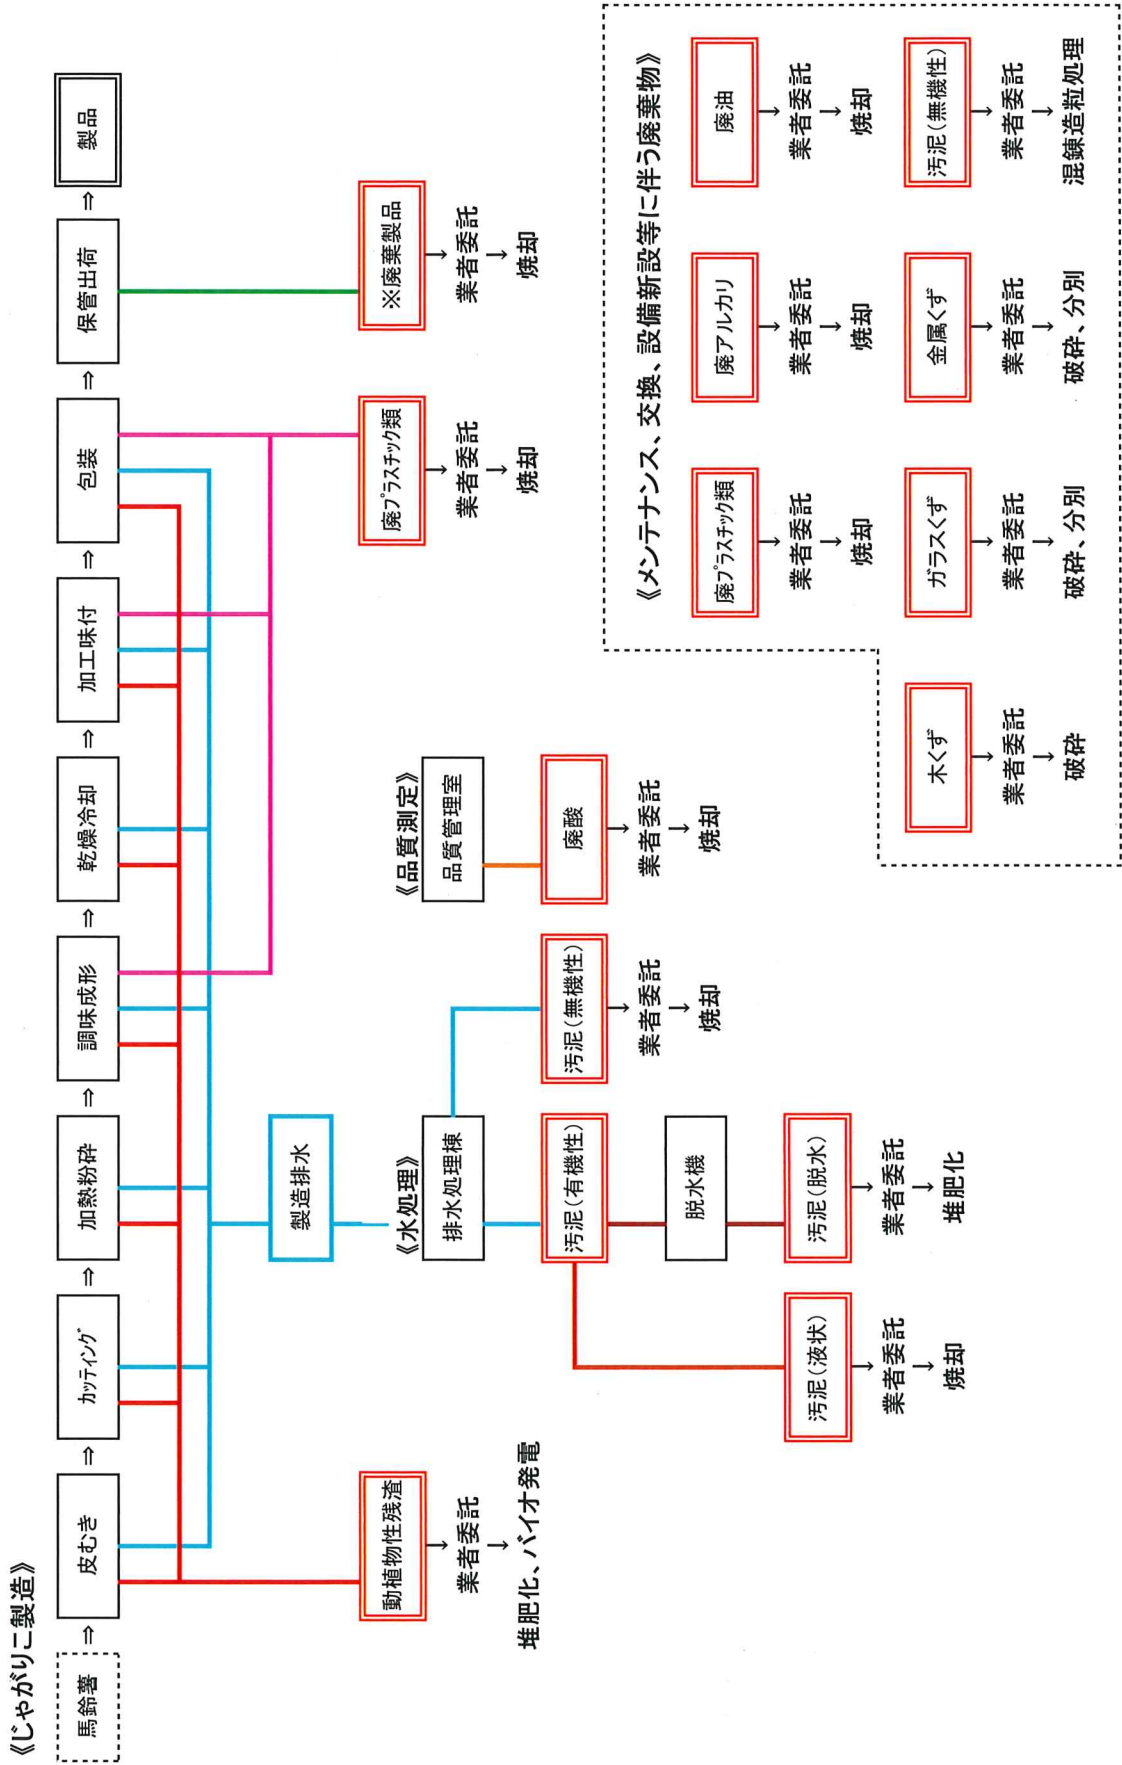 《じゃがりこ製造》
馬鈴薯 ⇒ 皮むき ⇒ カッティング ⇒ 加熱粉砕 ⇒ 調味成形 ⇒ 乾燥冷却 ⇒ 加工味付 ⇒ 包装 ⇒ 保管出荷 ⇒ 製品
動植物性残渣
↓
業者委託
↓
堆肥化、バイオ発電
製造排水
《水処理》
排水処理棟
汚泥(有機性)
汚泥(無機性)
↓
業者委託
↓
焼却
脱水機
汚泥(液状)
↓
業者委託
↓
焼却
汚泥(脱水)
↓
業者委託
↓
堆肥化
《品質測定》
品質管理室
廃酸
↓
業者委託
↓
焼却
廃プラスチック類
↓
業者委託
↓
焼却
※廃棄製品
↓
業者委託
↓
焼却
《メンテナンス、交換、設備新設等に伴う廃棄物》
廃プラスチック類
↓
業者委託
↓
焼却
廃アルカリ
↓
業者委託
↓
焼却
廃油
↓
業者委託
↓
焼却
木くず
↓
業者委託
↓
破砕
ガラスくず
↓
業者委託
↓
破砕、分別
金属くず
↓
業者委託
↓
破砕、分別
汚泥(無機性)
↓
業者委託
↓
混錬造粒処理